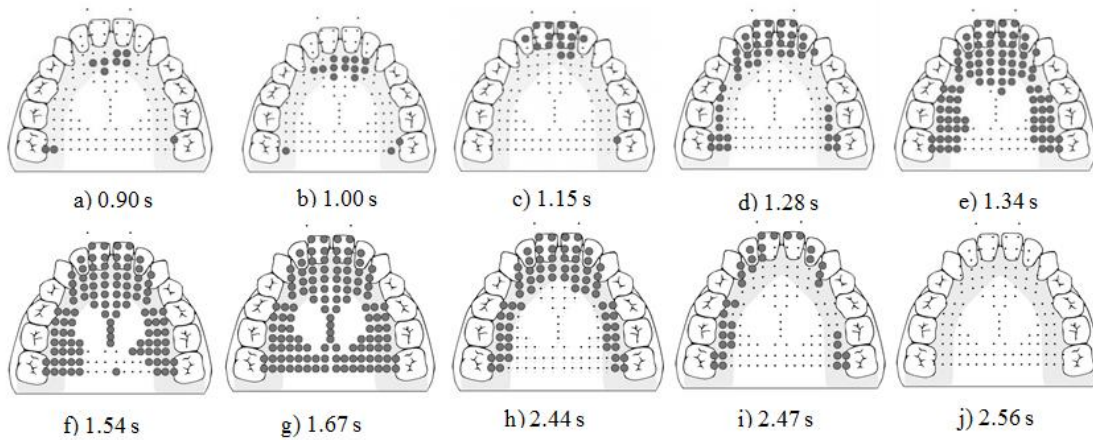 a) 0.90 s
b) 1.00 s
c) 1.15 s
d) 1.28 s
e) 1.34 s
f) 1.54 s
g) 1.67 s
h) 2.44 s
i) 2.47 s
j) 2.56 s